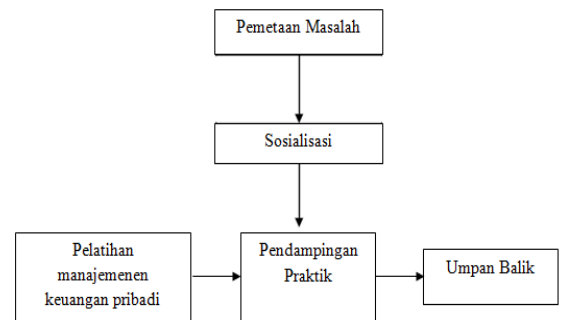 Pemetaan Masalah
Sosialisasi
Pelatihan
manajemenen
keuangan pribadi
Pendampingan
Praktik
Umpan Balik